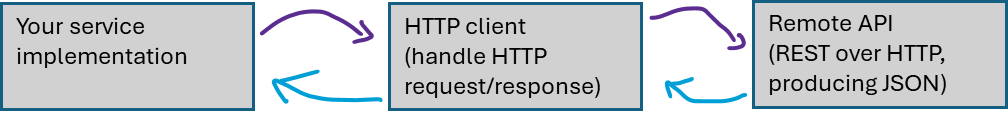 Your service
implementation
HTTP client
(handle HTTP
request/response)
Remote API
(REST over HTTP,
producing JSON)